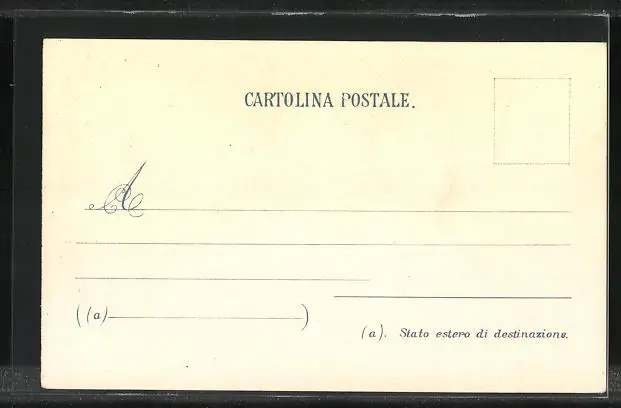 CARTOLINA POSTALE.
A
((a) )
(a). Stato estero di destinazione.